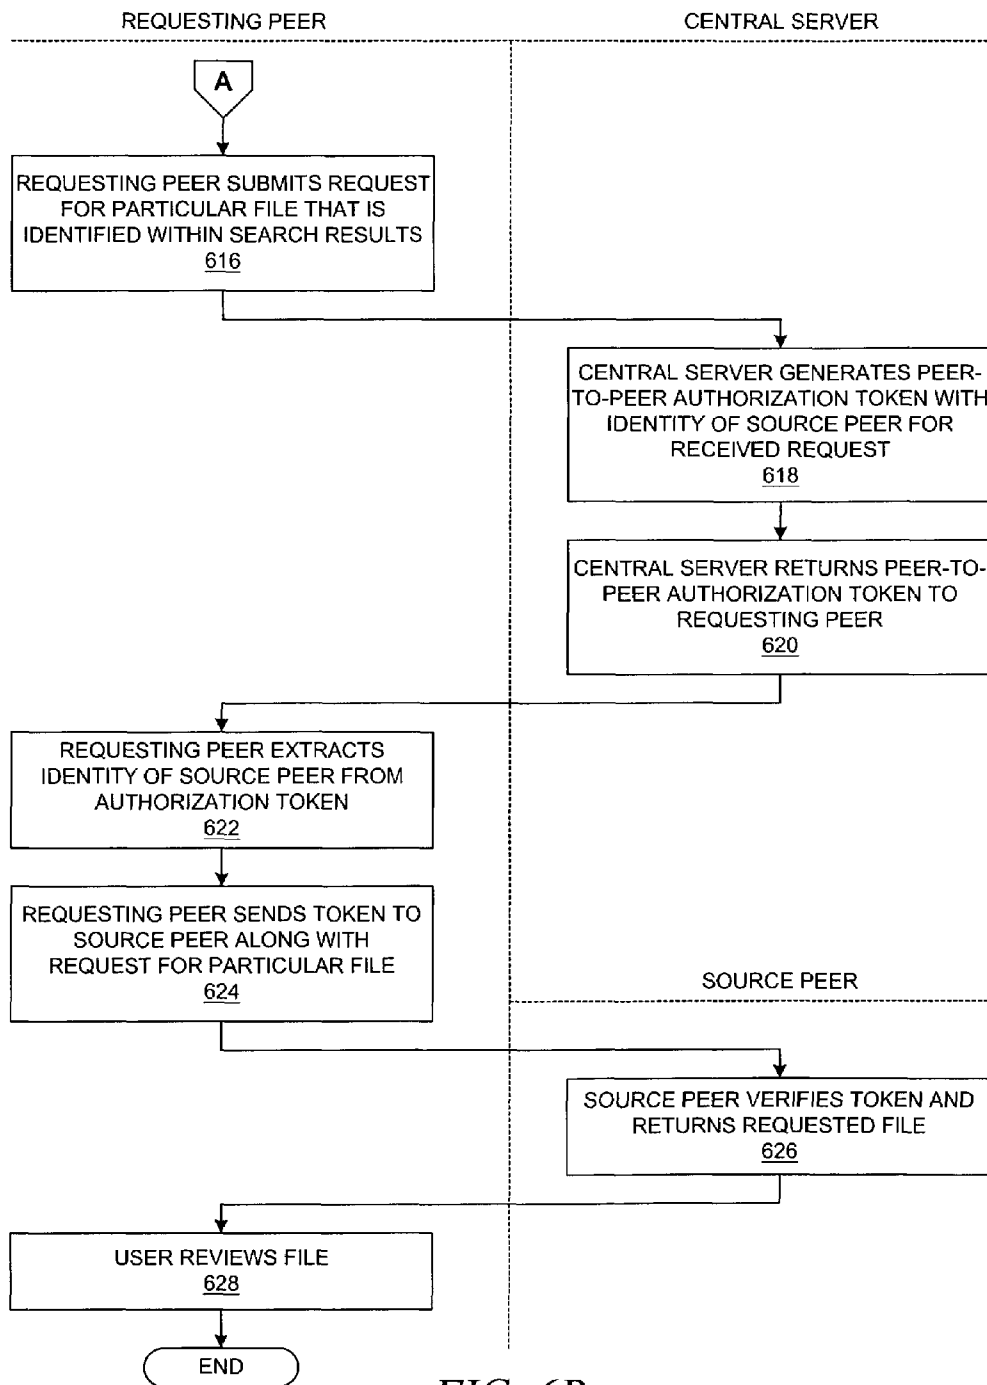 REQUESTING PEER
CENTRAL SERVER
A
REQUESTING PEER SUBMITS REQUEST
FOR PARTICULAR FILE THAT IS
IDENTIFIED WITHIN SEARCH RESULTS
616
CENTRAL SERVER GENERATES PEER-
TO-PEER AUTHORIZATION TOKEN WITH
IDENTITY OF SOURCE PEER FOR
RECEIVED REQUEST
618
CENTRAL SERVER RETURNS PEER-TO-
PEER AUTHORIZATION TOKEN TO
REQUESTING PEER
620
REQUESTING PEER EXTRACTS
IDENTITY OF SOURCE PEER FROM
AUTHORIZATION TOKEN
622
REQUESTING PEER SENDS TOKEN TO
SOURCE PEER ALONG WITH
REQUEST FOR PARTICULAR FILE
624
SOURCE PEER
SOURCE PEER VERIFIES TOKEN AND
RETURNS REQUESTED FILE
626
USER REVIEWS FILE
628
END
FIG. 6B